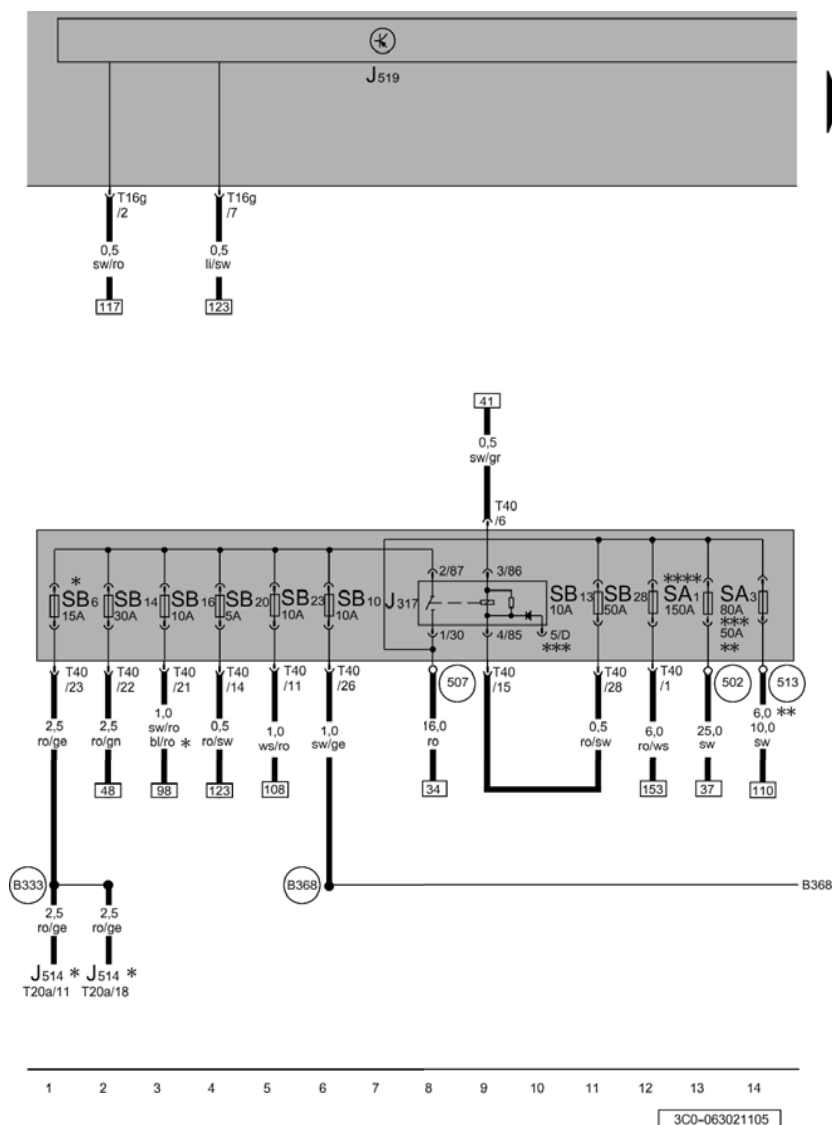 J519
T16g
/2
T16g
/7
0,5
sw/ro
0,5
li/sw
117
123
41
0,5
sw/gr
T40
/6
2/87
3/86
*
SB6
15A
SB14
30A
SB16
10A
SB20
5A
SB23
10A
SB10
10A
J317
SB13
10A
SB28
50A
****
SA1
150A
SA3
80A
***
50A
**
1/30
4/85
5/D
***
T40
/23
T40
/22
T40
/21
T40
/14
T40
/11
T40
/26
507
T40
/15
T40
/28
T40
/1
502
513
2,5
ro/ge
2,5
ro/gn
1,0
sw/ro
bl/ro *
0,5
ro/sw
1,0
ws/ro
1,0
sw/ge
16,0
ro
0,5
ro/sw
6,0
ro/ws
25,0
sw
6,0 **
10,0
sw
48
98
123
108
34
153
37
110
B333
B368
B368
2,5
ro/ge
2,5
ro/ge
J514 * J514 *
T20a/11 T20a/18
1 2 3 4 5 6 7 8 9 10 11 12 13 14
3C0-063021105